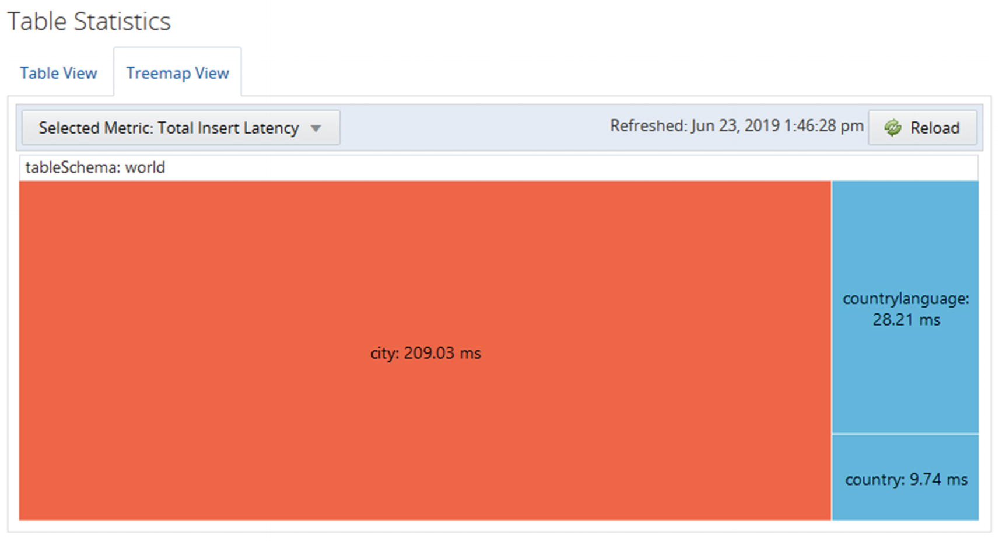 Table Statistics
Table View
Treemap View
Selected Metric: Total Insert Latency
Refreshed: Jun 23, 2019 1:46:28 pm
Reload
tableSchema: world
countrylanguage:
28.21 ms
city: 209.03 ms
country: 9.74 ms